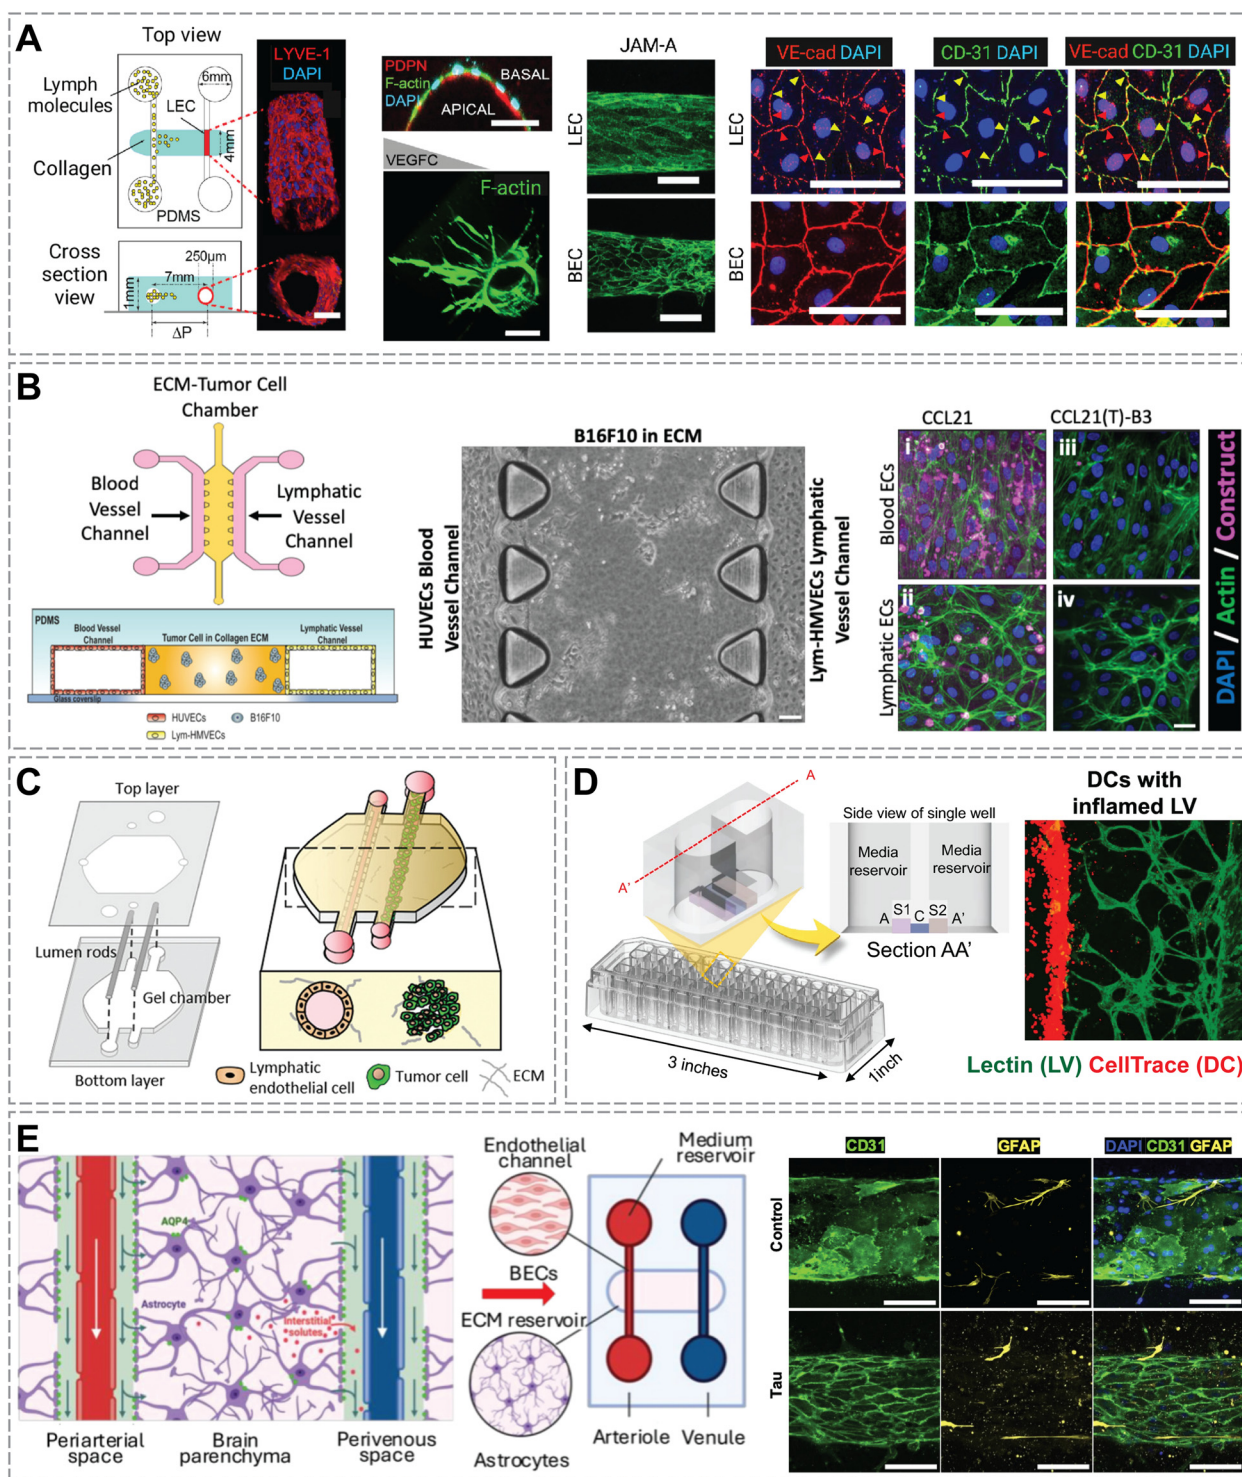 A
Top view
Lymph
molecules
6mm
LEC
4mm
Collagen
PDMS
LYVE-1
DAPI
Cross
section
view
250μm
7mm
1mm
ΔP
PDPN
F-actin
DAPI
BASAL
APICAL
VEGFC
F-actin
JAM-A
LEC
BEC
VE-cad DAPI
CD-31 DAPI
VE-cad CD-31 DAPI
LEC
BEC
B
ECM-Tumor Cell
Chamber
Blood
Vessel
Channel
Lymphatic
Vessel
Channel
PDMS
Blood Vessel
Channel
Tumor Cell in Collagen ECM
Lymphatic Vessel
Channel
Glass coverslip
HUVECs
B16F10
Lym-HMVECs
B16F10 in ECM
HUVECs Blood
Vessel Channel
Lym-HMVECs Lymphatic
Vessel Channel
CCL21
CCL21(T)-B3
Blood ECs
Lymphatic ECs
i
iii
ii
iv
DAPI / Actin / Construct
C
Top layer
Lumen rods
Gel chamber
Bottom layer
Lymphatic
endothelial cell
Tumor cell
ECM
D
A
A'
Side view of single well
Media
reservoir
Media
reservoir
A
S1
C
S2
A'
Section AA'
3 inches
1inch
DCs with
inflamed LV
Lectin (LV) CellTrace (DC)
E
AQP4
Astrocyte
Interstitial
solutes
Periarterial
space
Brain
parenchyma
Perivenous
space
Endothelial
channel
BECs
ECM reservoir
Astrocytes
Medium
reservoir
Arteriole
Venule
CD31
GFAP
DAPI CD31 GFAP
Control
Tau